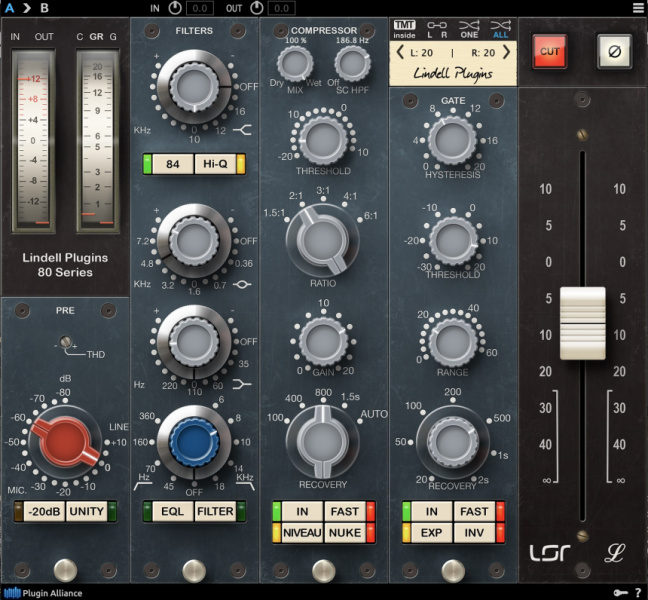 A B IN 0.0 OUT 0.0
IN OUT C GR G
+12
+8
+4
0
-4
-8
-12
20
16
9
6
5
3
2
1
Lindell Plugins
80 Series
PRE
THD
dB
-80
-70
-70
-60
-50
-40
-30
-20
-10
0
+10
LINE
MIC.
-20dB UNITY
FILTERS
+ -
OFF
16
12
10
0
KHz
84 Hi-Q
+ -
7.2 OFF
4.8 0.36
KHz 3.2 1.6 0.7
+ -
OFF
35
Hz 220 110 60
6
360 8
160 10
70 Hz 14 KHz
45 OFF 18
EQL FILTER
COMPRESSOR
100 % 186.8 Hz
Dry MIX Wet Off SC HPF
0
-10
-20 10
THRESHOLD
3:1
2:1 4:1
1.5:1 6:1
RATIO
10
0 GAIN 20
800
400 1.5s
100 AUTO
RECOVERY
IN FAST
NIVEAU NUKE
TMT inside L R ONE ALL
L: 20 | R: 20
Lindell Plugins
GATE
8 12
4 16
0 20
HYSTERESIS
-10 0
-20 10
-30 20
THRESHOLD
20 40
0 60
RANGE
200
100 500
50 1s
20 2s
RECOVERY
IN FAST
EXP INV
CUT Ø
10 10
5 5
0 0
5 5
10 10
20 20
30 30
40 40
∞ ∞
LSR L
Plugin Alliance ?